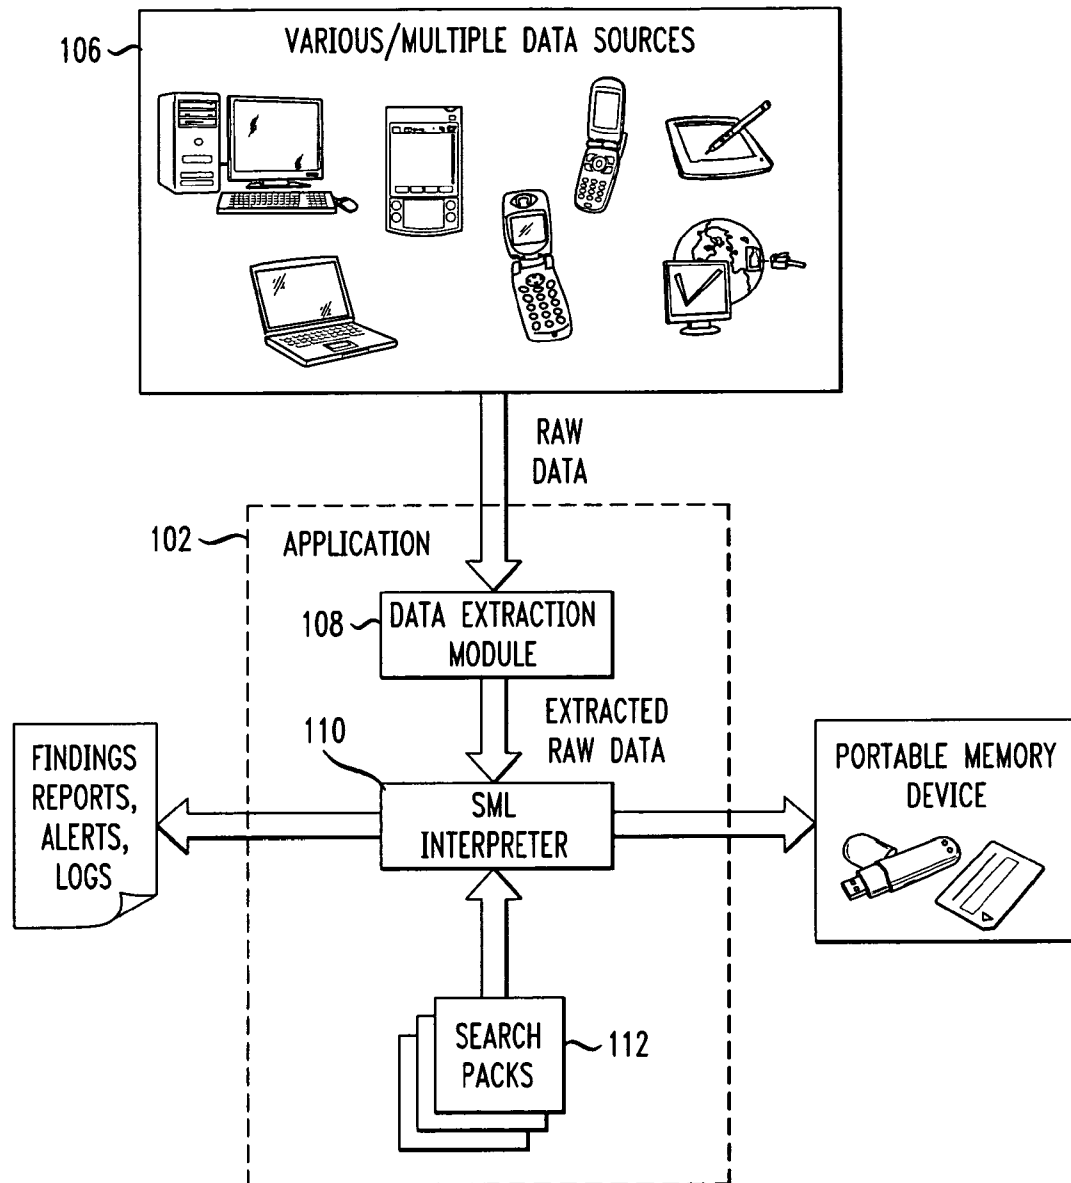 106
VARIOUS/MULTIPLE DATA SOURCES
RAW
DATA
102
APPLICATION
108
DATA EXTRACTION
MODULE
EXTRACTED
RAW DATA
110
SML
INTERPRETER
FINDINGS
REPORTS,
ALERTS,
LOGS
PORTABLE MEMORY
DEVICE
SEARCH
PACKS
112